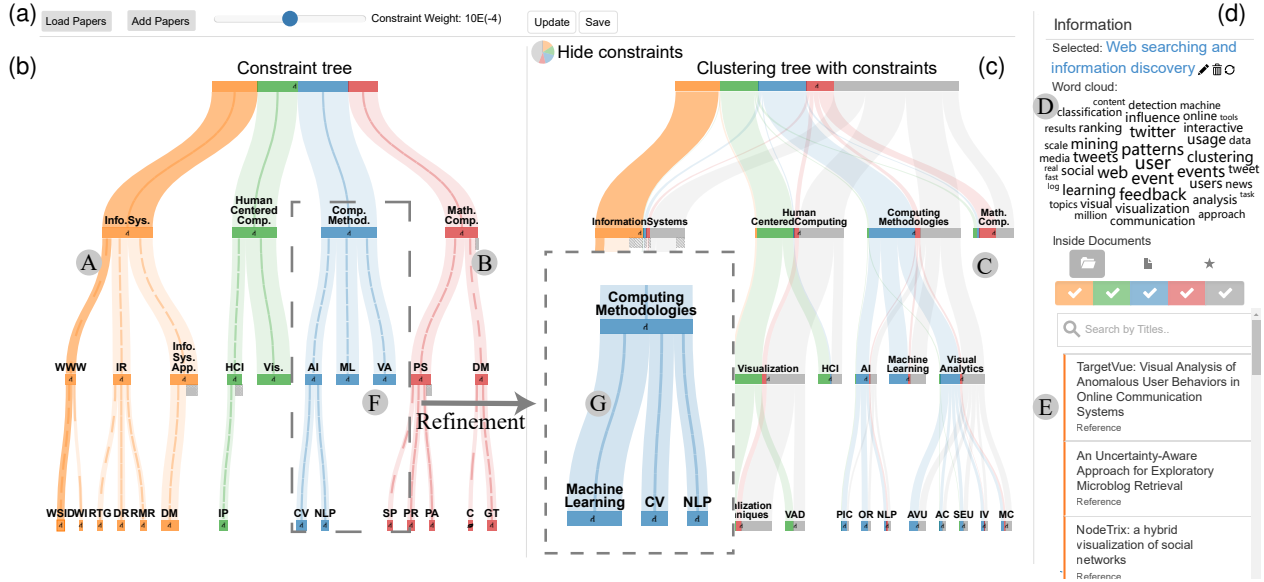 (a)
Load Papers
Add Papers
Constraint Weight: 10E(-4)
Update
Save
(b)
Constraint tree
Info.Sys.
Human
Centered
Comp.
Comp.
Method.
Math.
Comp.
A
B
WWW
IR
Info.
Sys.
App.
HCI
Vis.
AI
ML
VA
PS
DM
F
Refinement
WSID
WI
RTG
DR
RMR
DM
IP
CV
NLP
SP
PR
PA
C
GT
Hide constraints
Clustering tree with constraints
(c)
InformationSystems
Human
CenteredComputing
Computing
Methodologies
Math.
Comp.
C
Computing
Methodologies
G
Machine
Learning
CV
NLP
Visualization
HCI
AI
Machine
Learning
Visual
Analytics
lization
niques
VAD
PIC
OR
NLP
AVU
AC
SEU
IV
MC
(d)
Information
Selected: Web searching and
information discovery
Word cloud:
D
content
detection
machine
classification
influence
online
tools
results
ranking
twitter
interactive
scale
mining
patterns
usage
data
media
tweets
user
clustering
real
fast
social
web
event
events
tweet
log
learning
feedback
users
news
topics
visual
visualization
analysis
task
million
communication
approach
Inside Documents
Search by Titles..
E
TargetVue: Visual Analysis of
Anomalous User Behaviors in
Online Communication
Systems
Reference
An Uncertainty-Aware
Approach for Exploratory
Microblog Retrieval
Reference
NodeTrix: a hybrid
visualization of social
networks
Reference